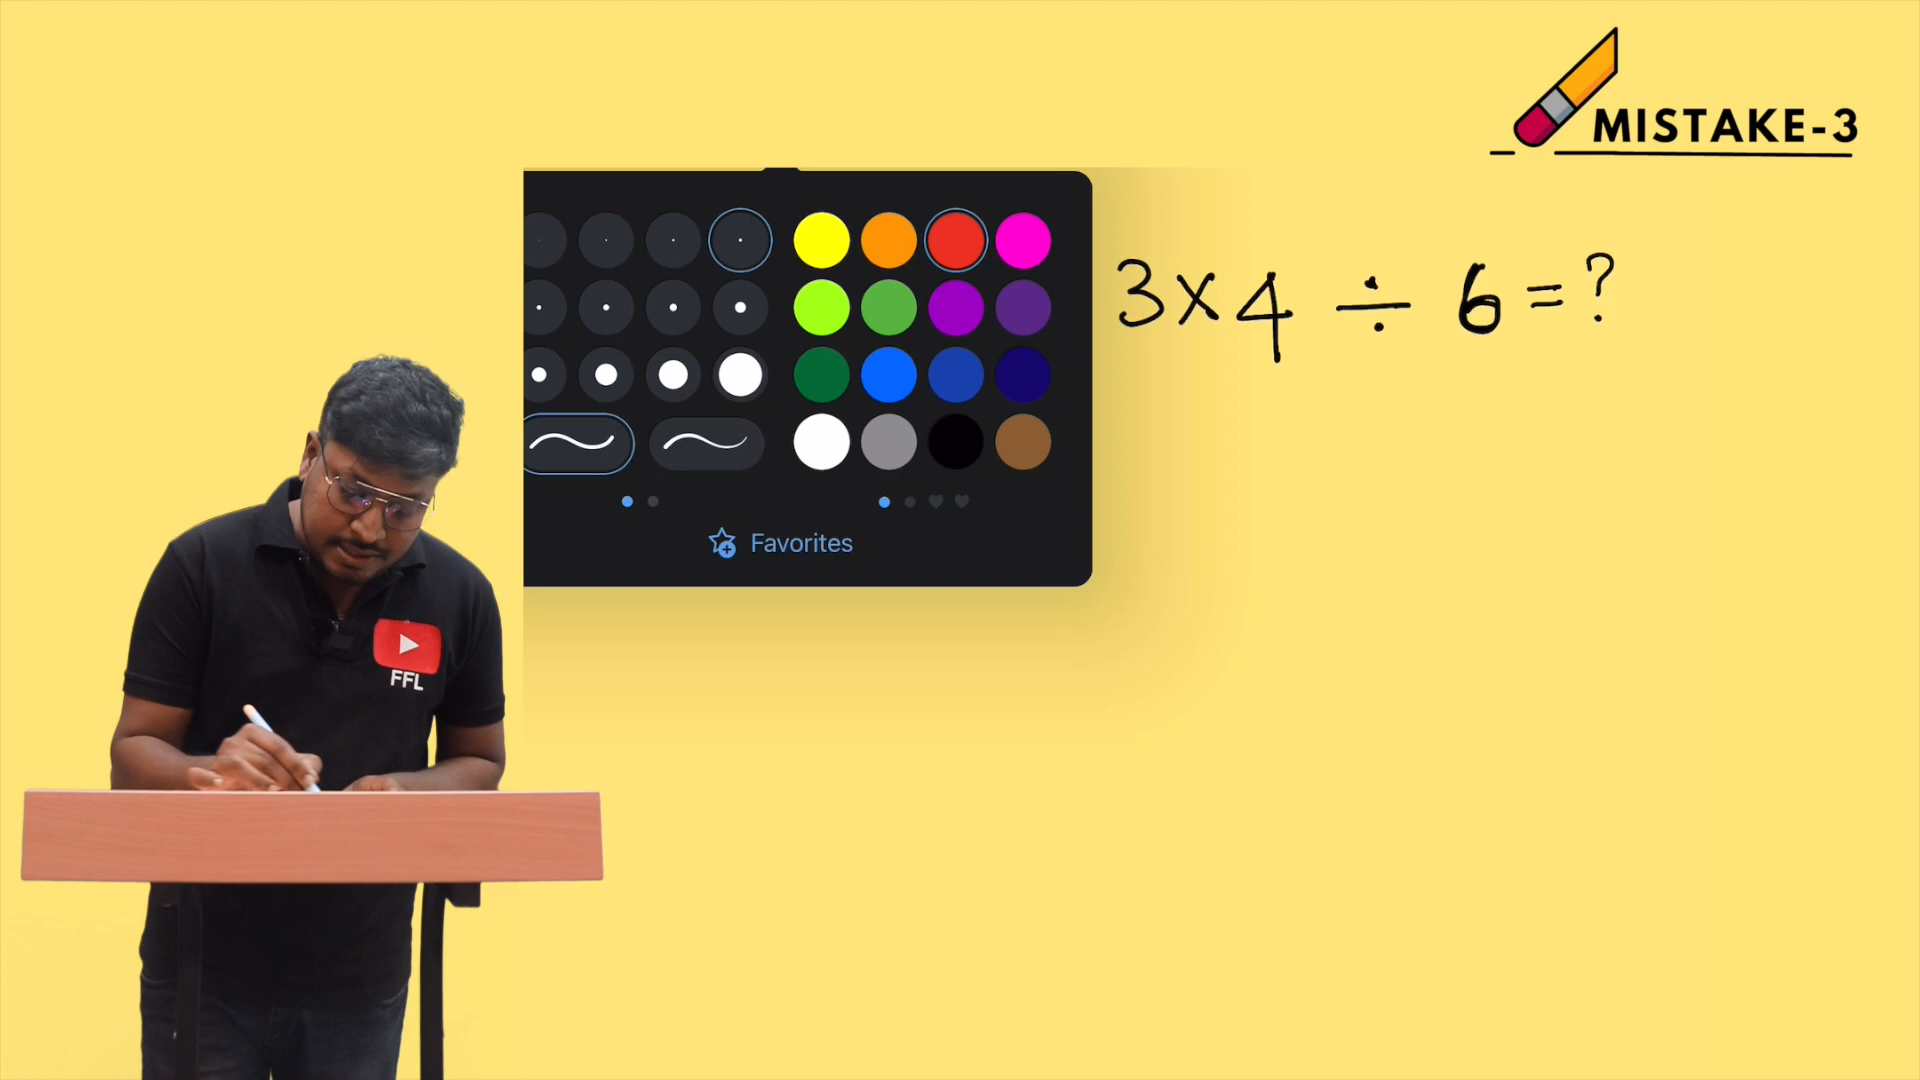 MISTAKE-3
3×4 ÷ 6 = ?
Favorites
FFL